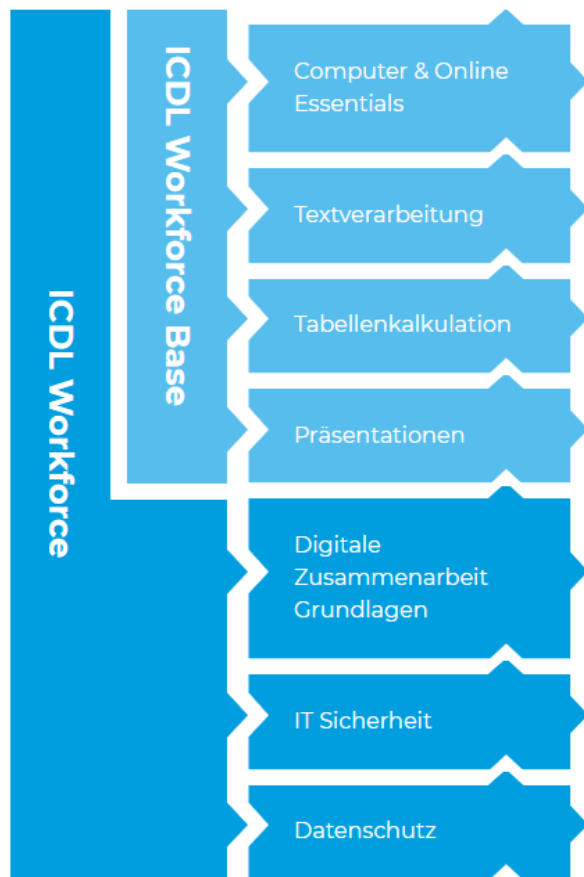 ICDL Workforce
ICDL Workforce Base
Computer & Online
Essentials
Textverarbeitung
Tabellenkalkulation
Präsentationen
Digitale
Zusammenarbeit
Grundlagen
IT Sicherheit
Datenschutz